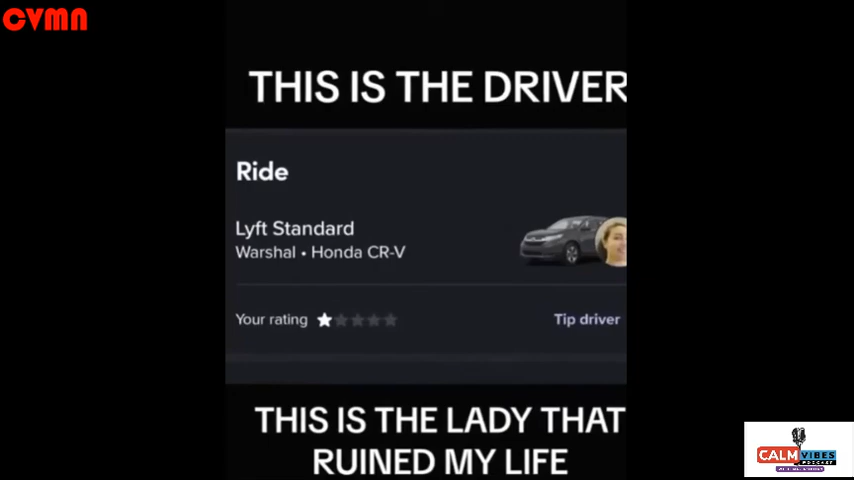 CVMN
THIS IS THE DRIVER
Ride
Lyft Standard
Warshal • Honda CR-V
Your rating
Tip driver
THIS IS THE LADY THAT
RUINED MY LIFE
CALM VIBES
PODCAST